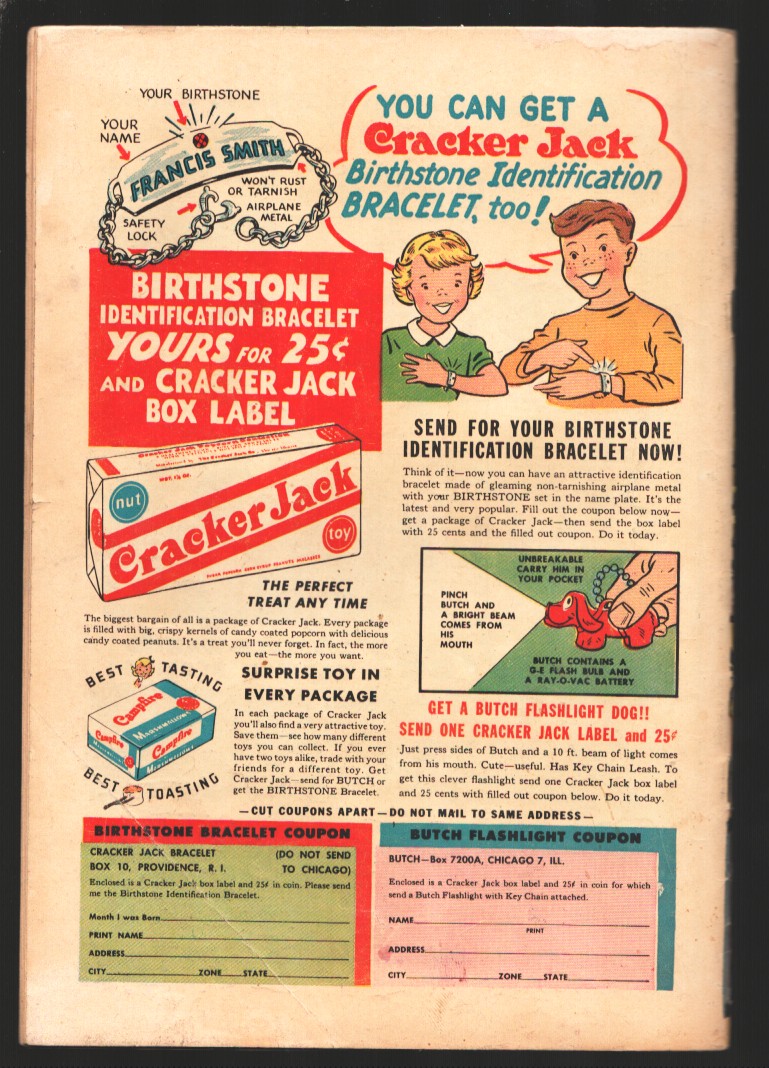 YOUR BIRTHSTONE
YOUR
NAME
FRANCIS SMITH
WON'T RUST
OR TARNISH
AIRPLANE
METAL
SAFETY
LOCK
YOU CAN GET A
Cracker Jack
Birthstone Identification
BRACELET, too!
BIRTHSTONE
IDENTIFICATION BRACELET
YOURS FOR 25¢
AND CRACKER JACK
BOX LABEL
nut
Cracker Jack
toy
THE PERFECT
TREAT ANY TIME
The biggest bargain of all is a package of Cracker Jack. Every package
is filled with big, crispy kernels of candy coated popcorn with delicious
candy coated peanuts. It's a treat you'll never forget. In fact, the more
you eat—the more you want.
BEST TASTING
Campfire
MARSHMALLOWS
Campfire
MARSHMALLOWS
BEST TOASTING
SURPRISE TOY IN
EVERY PACKAGE
In each package of Cracker Jack
you'll also find a very attractive toy.
Save them—see how many different
toys you can collect. If you ever
have two toys alike, trade with your
friends for a different toy. Get
Cracker Jack—send for BUTCH or
get the BIRTHSTONE Bracelet.
SEND FOR YOUR BIRTHSTONE
IDENTIFICATION BRACELET NOW!
Think of it—now you can have an attractive identification
bracelet made of gleaming non-tarnishing airplane metal
with your BIRTHSTONE set in the name plate. It's the
latest and very popular. Fill out the coupon below now—
get a package of Cracker Jack—then send the box label
with 25 cents and the filled out coupon. Do it today.
UNBREAKABLE
CARRY HIM IN
YOUR POCKET
PINCH
BUTCH AND
A BRIGHT BEAM
COMES FROM
HIS
MOUTH
BUTCH CONTAINS A
G-E FLASH BULB AND
A RAY-O-VAC BATTERY
GET A BUTCH FLASHLIGHT DOG!!
SEND ONE CRACKER JACK LABEL and 25¢
Just press sides of Butch and a 10 ft. beam of light comes
from his mouth. Cute—useful. Has Key Chain Leash. To
get this clever flashlight send one Cracker Jack box label
and 25 cents with filled out coupon below. Do it today.
—CUT COUPONS APART—DO NOT MAIL TO SAME ADDRESS—
BIRTHSTONE BRACELET COUPON
CRACKER JACK BRACELET (DO NOT SEND
BOX 10, PROVIDENCE, R. I. TO CHICAGO)
Enclosed is a Cracker Jack box label and 25¢ in coin. Please send
me the Birthstone Identification Bracelet.
Month I was Born
PRINT NAME
ADDRESS
CITY ZONE STATE
BUTCH FLASHLIGHT COUPON
BUTCH—Box 7200A, CHICAGO 7, ILL.
Enclosed is a Cracker Jack box label and 25¢ in coin for which
send a Butch Flashlight with Key Chain attached.
NAME
PRINT
ADDRESS
CITY ZONE STATE